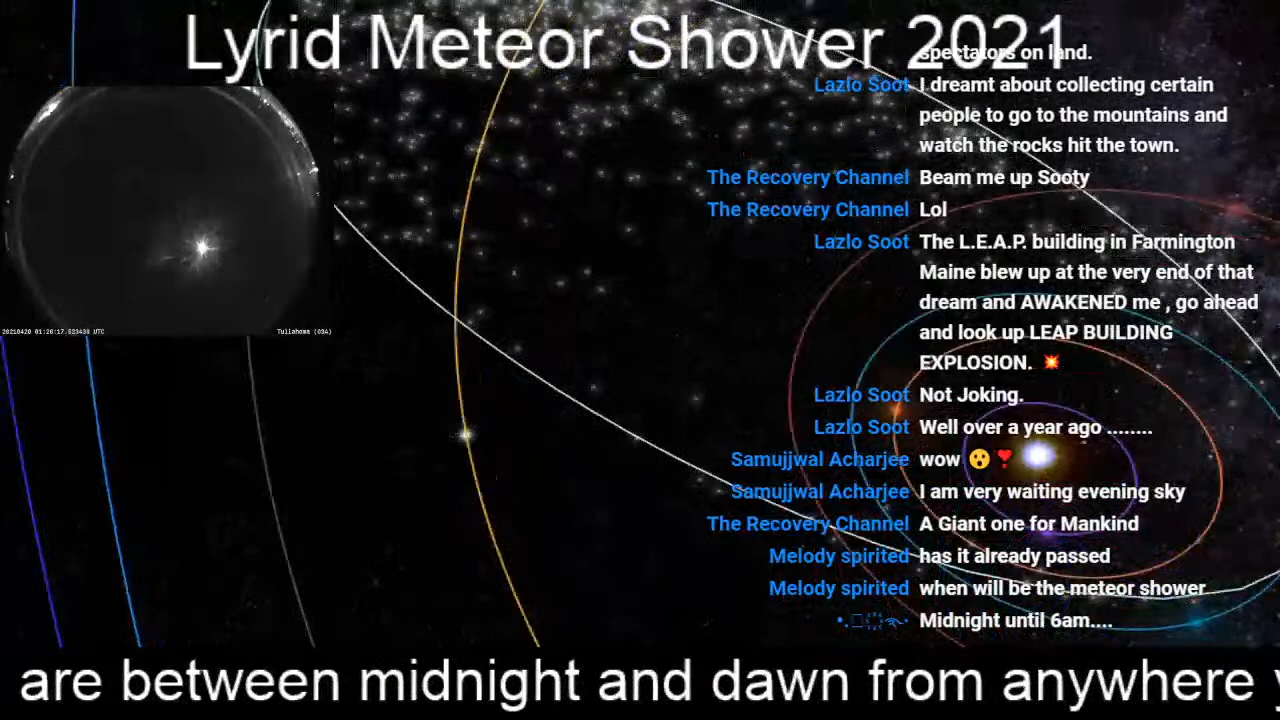 Lyrid Meteor Shower 2021
spectators on land.
Lazlo Soot I dreamt about collecting certain
people to go to the mountains and
watch the rocks hit the town.
The Recovery Channel Beam me up Sooty
The Recovery Channel Lol
Lazlo Soot The L.E.A.P. building in Farmington
Maine blew up at the very end of that
dream and AWAKENED me , go ahead
and look up LEAP BUILDING
EXPLOSION. 💥
Lazlo Soot Not Joking.
Lazlo Soot Well over a year ago ........
Samujjwal Acharjee wow 😮❣
Samujjwal Acharjee I am very waiting evening sky
The Recovery Channel A Giant one for Mankind
Melody spirited has it already passed
Melody spirited when will be the meteor shower
Midnight until 6am....
UTC
Tullahoma (03A)
are between midnight and dawn from anywhere